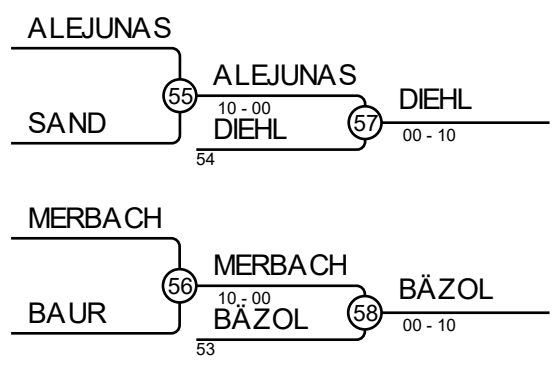 ALEJUNAS
SAND
55
ALEJUNAS
10 - 00
DIEHL
54
57
DIEHL
00 - 10
MERBACH
BAUR
56
MERBACH
10 - 00
BÄZOL
53
58
BÄZOL
00 - 10